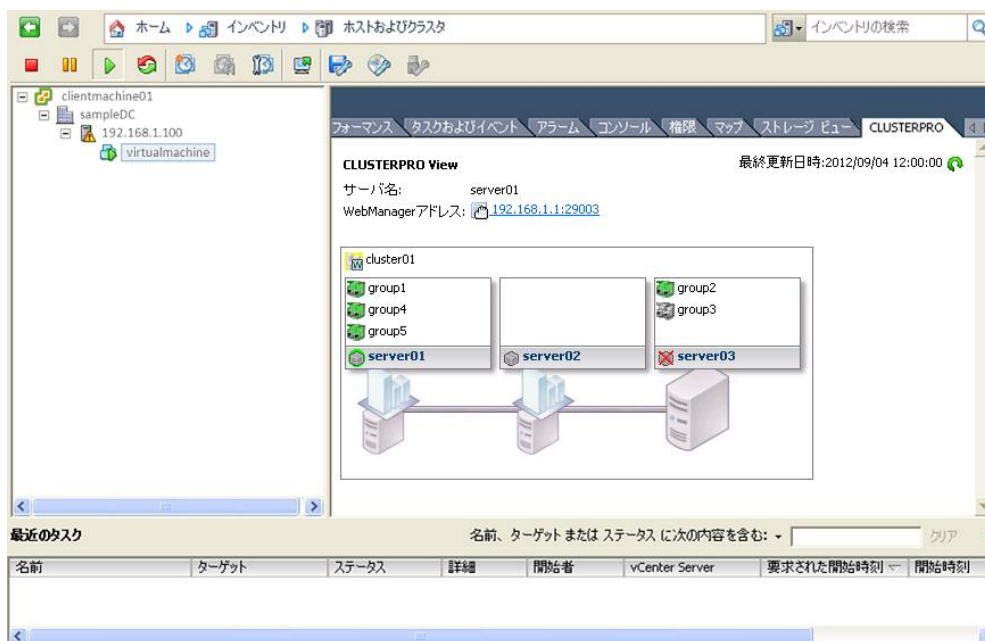 ホーム インベントリ ホストおよびクラスタ インベントリの検索
clientmachine01
sampleDC
192.168.1.100
virtualmachine
フォーマンス タスクおよびイベント アラーム コンソール 権限 マップ ストレージ ビュー CLUSTERPRO
CLUSTERPRO View
最終更新日時:2012/09/04 12:00:00
サーバ名: server01
WebManagerアドレス: 192.168.1.1:29003
cluster01
group1
group4
group5
server01
server02
group2
group3
server03
最近のタスク
名前、ターゲット または ステータス に次の内容を含む: クリア
名前 ターゲット ステータス 詳細 開始者 vCenter Server 要求された開始時刻 開始時刻